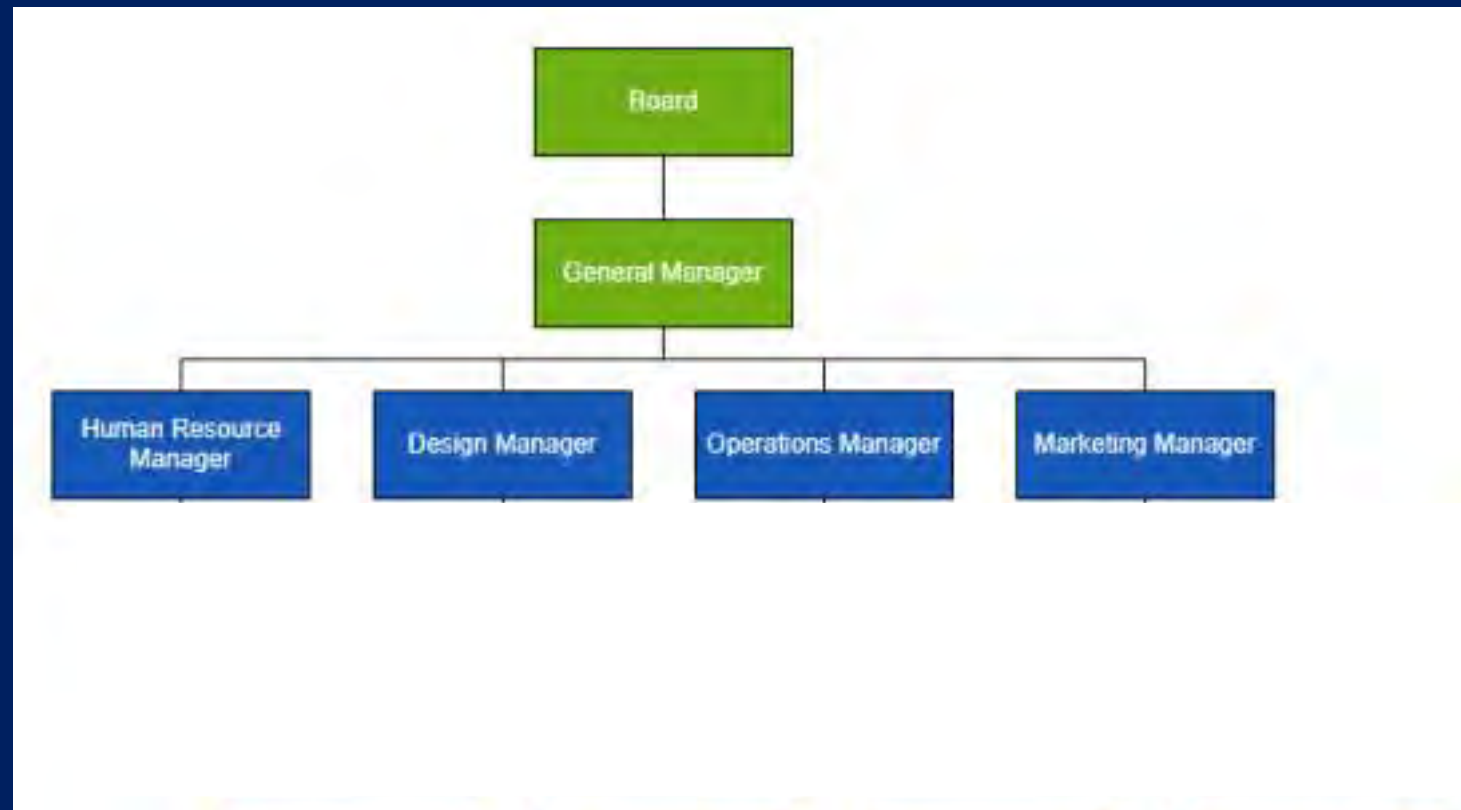 Board
General Manager
Human Resource
Manager
Design Manager
Operations Manager
Marketing Manager